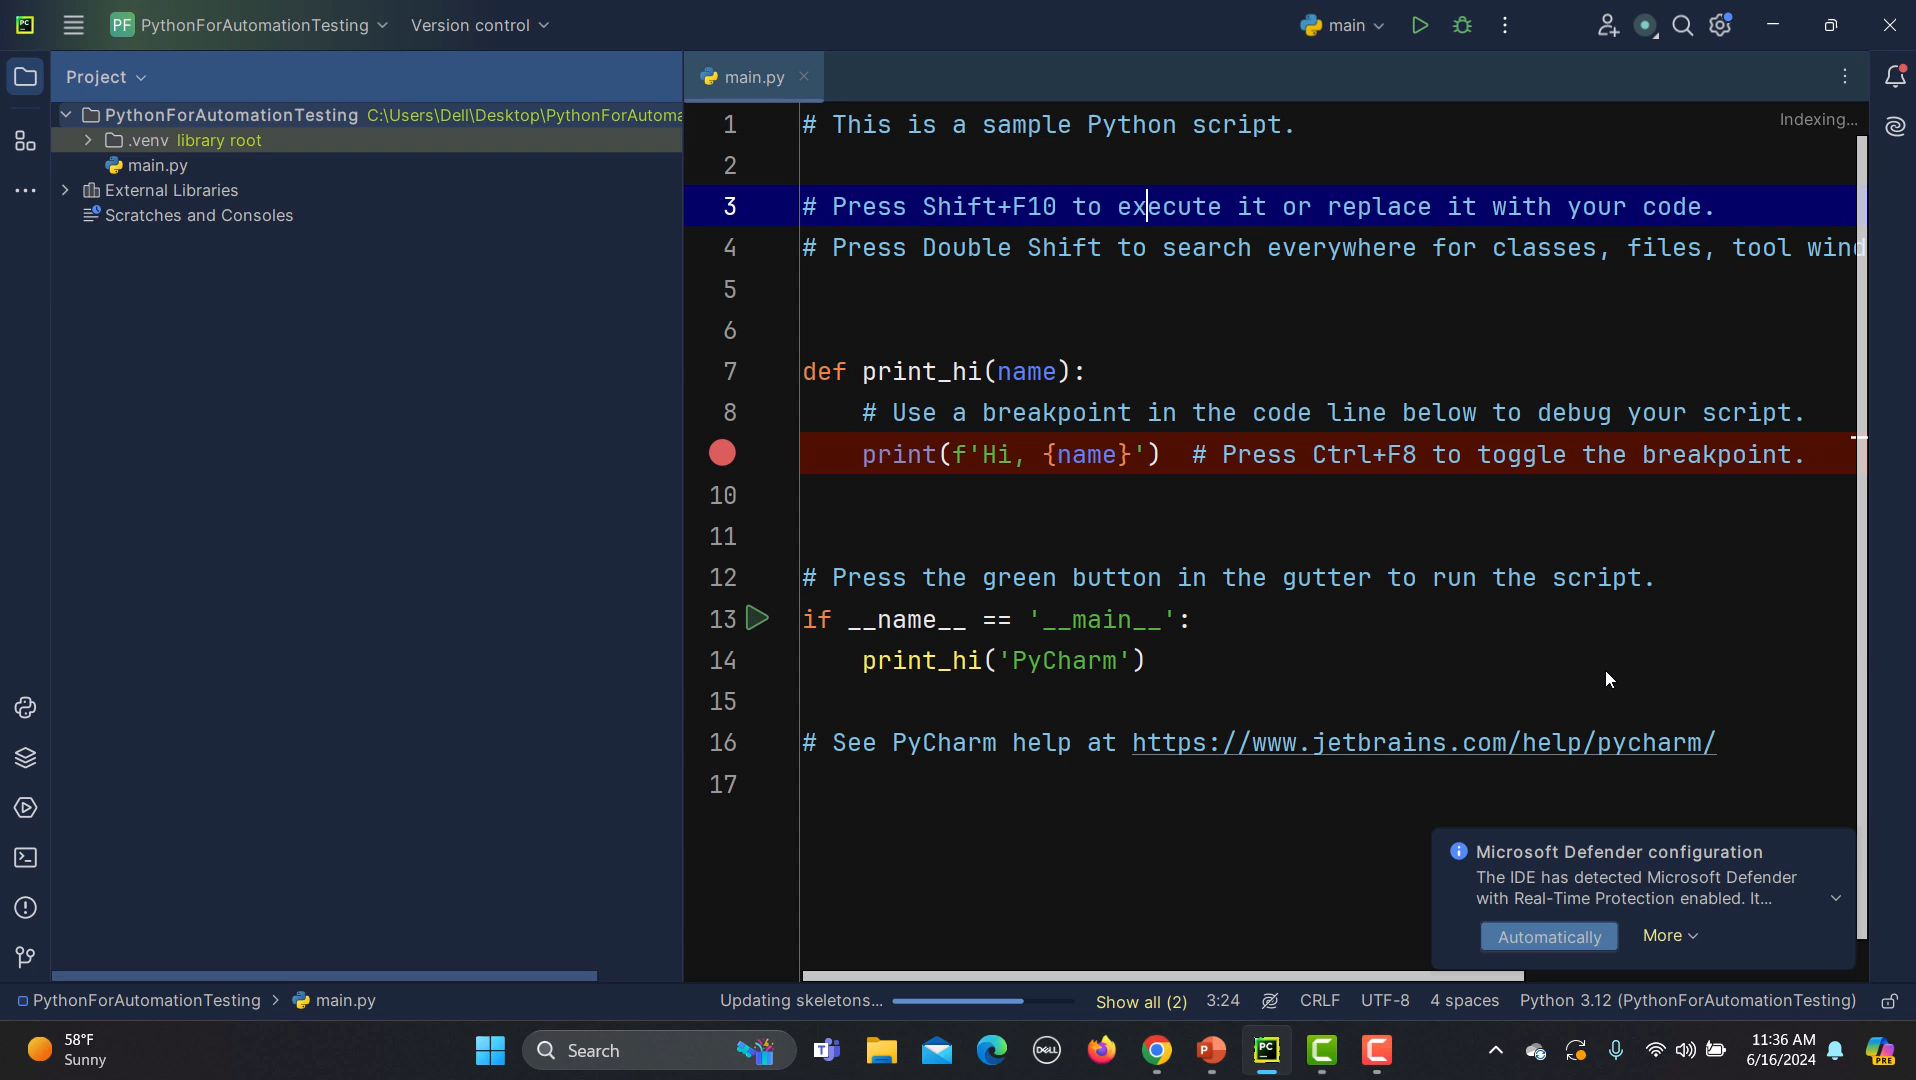 PC
PF PythonForAutomationTesting
Version control
main
Project
PythonForAutomationTesting C:\Users\Dell\Desktop\PythonForAutoma
.venv library root
main.py
External Libraries
Scratches and Consoles
main.py
Indexing...
1 # This is a sample Python script.
2
3 # Press Shift+F10 to execute it or replace it with your code.
4 # Press Double Shift to search everywhere for classes, files, tool wind
5
6
7 def print_hi(name):
8 # Use a breakpoint in the code line below to debug your script.
print(f'Hi, {name}') # Press Ctrl+F8 to toggle the breakpoint.
10
11
12 # Press the green button in the gutter to run the script.
13 if __name__ == '__main__':
14 print_hi('PyCharm')
15
16 # See PyCharm help at https://www.jetbrains.com/help/pycharm/
17
Microsoft Defender configuration
The IDE has detected Microsoft Defender
with Real-Time Protection enabled. It...
Automatically More
PythonForAutomationTesting > main.py
Updating skeletons... Show all (2) 3:24 CRLF UTF-8 4 spaces Python 3.12 (PythonForAutomationTesting)
58°F
Sunny
Search
DELL
PC
PRE
11:36 AM
6/16/2024